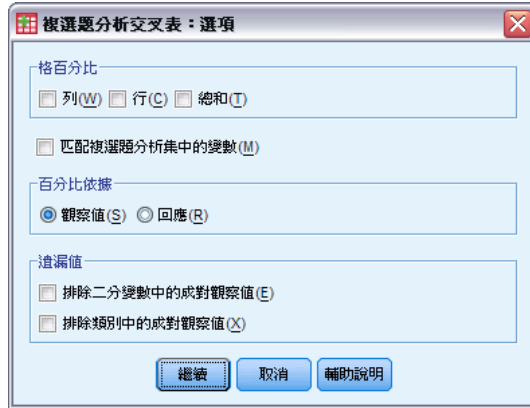 複選題分析交叉表：選項
格百分比
列(W) 行(C) 總和(T)
匹配複選題分析集中的變數(M)
百分比依據
觀察值(S) 回應(R)
遺漏值
排除二分變數中的成對觀察值(E)
排除類別中的成對觀察值(X)
繼續 取消 輔助說明